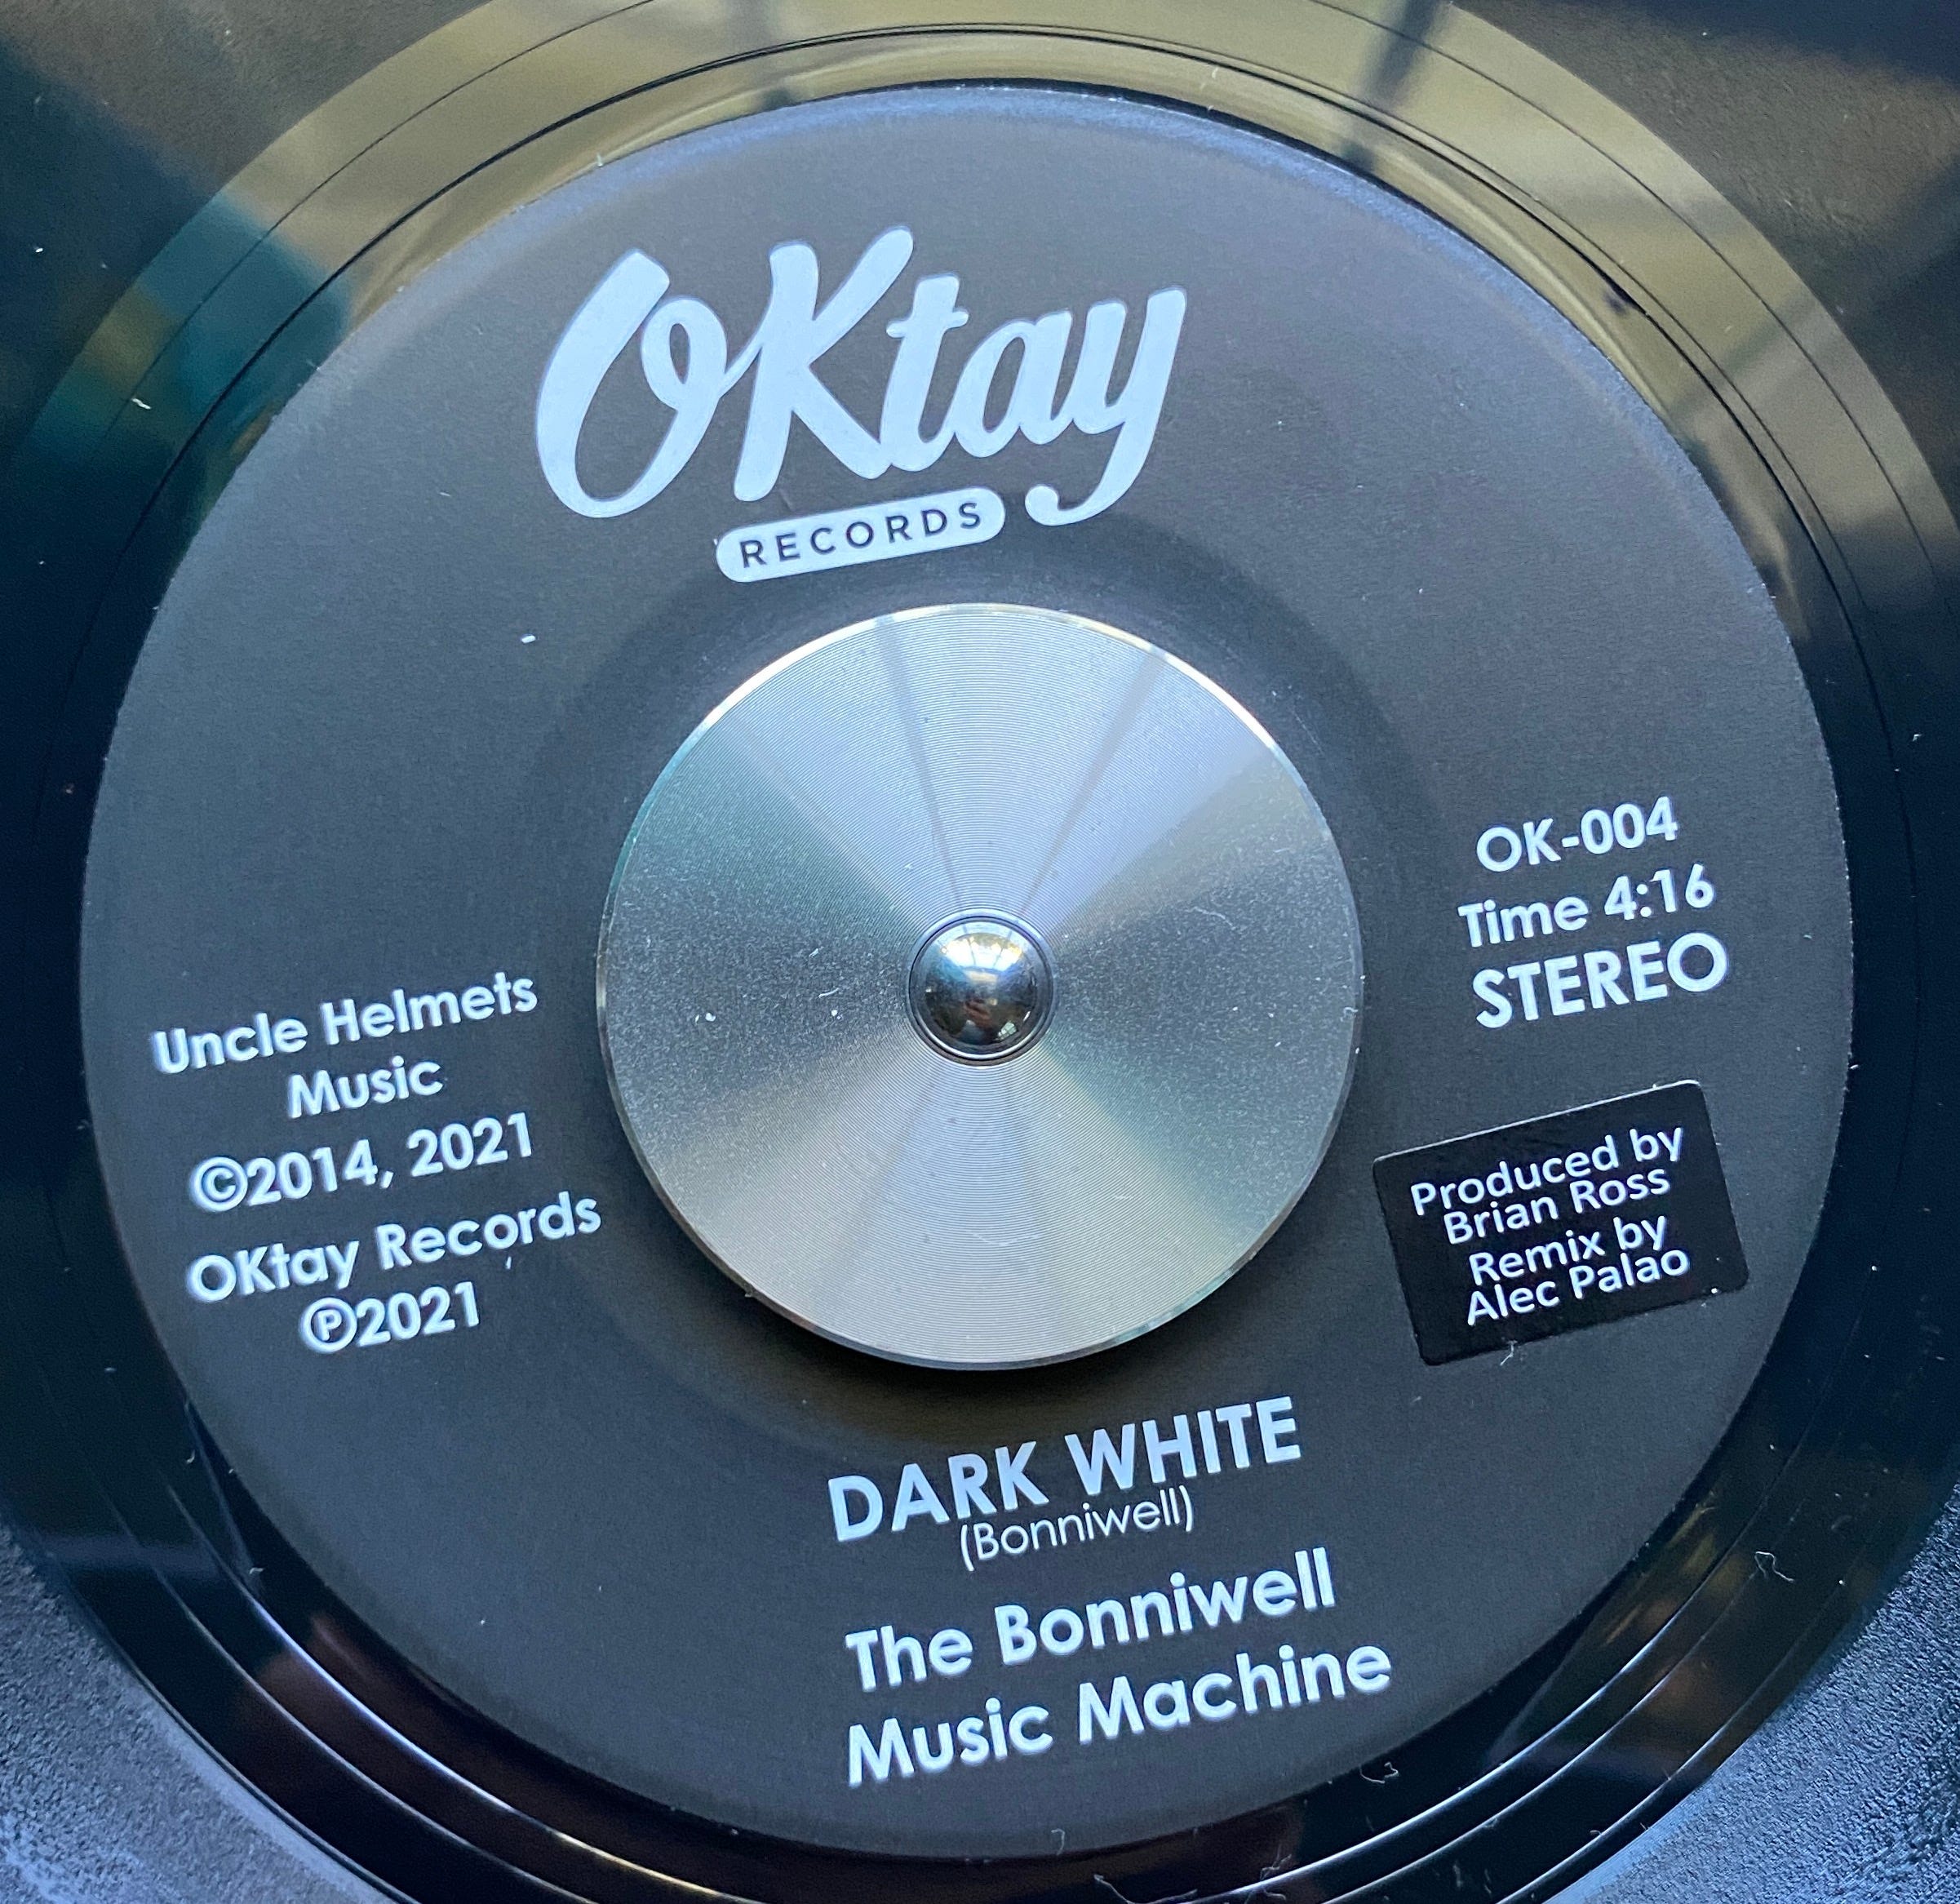 OKtay
RECORDS
Uncle Helmets
Music
©2014, 2021
OKtay Records
℗2021
OK-004
Time 4:16
STEREO
Produced by
Brian Ross
Remix by
Alec Palao
DARK WHITE
(Bonniwell)
The Bonniwell
Music Machine